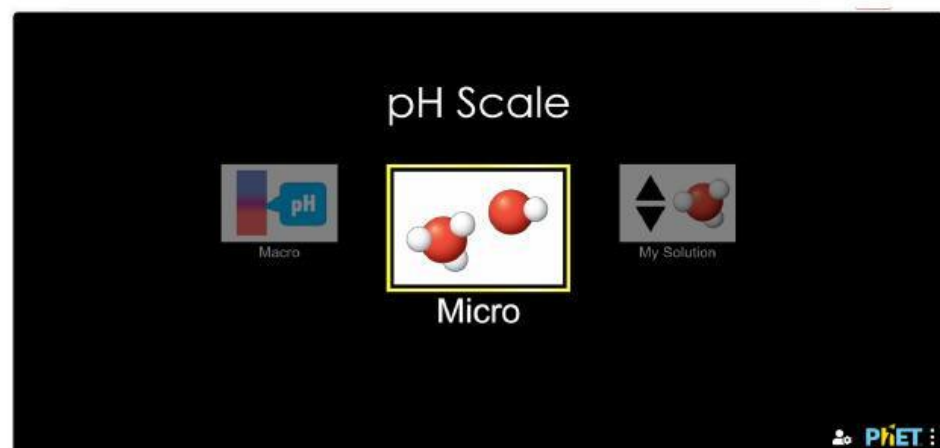 pH Scale
pH
Macro
Micro
My Solution
PhET